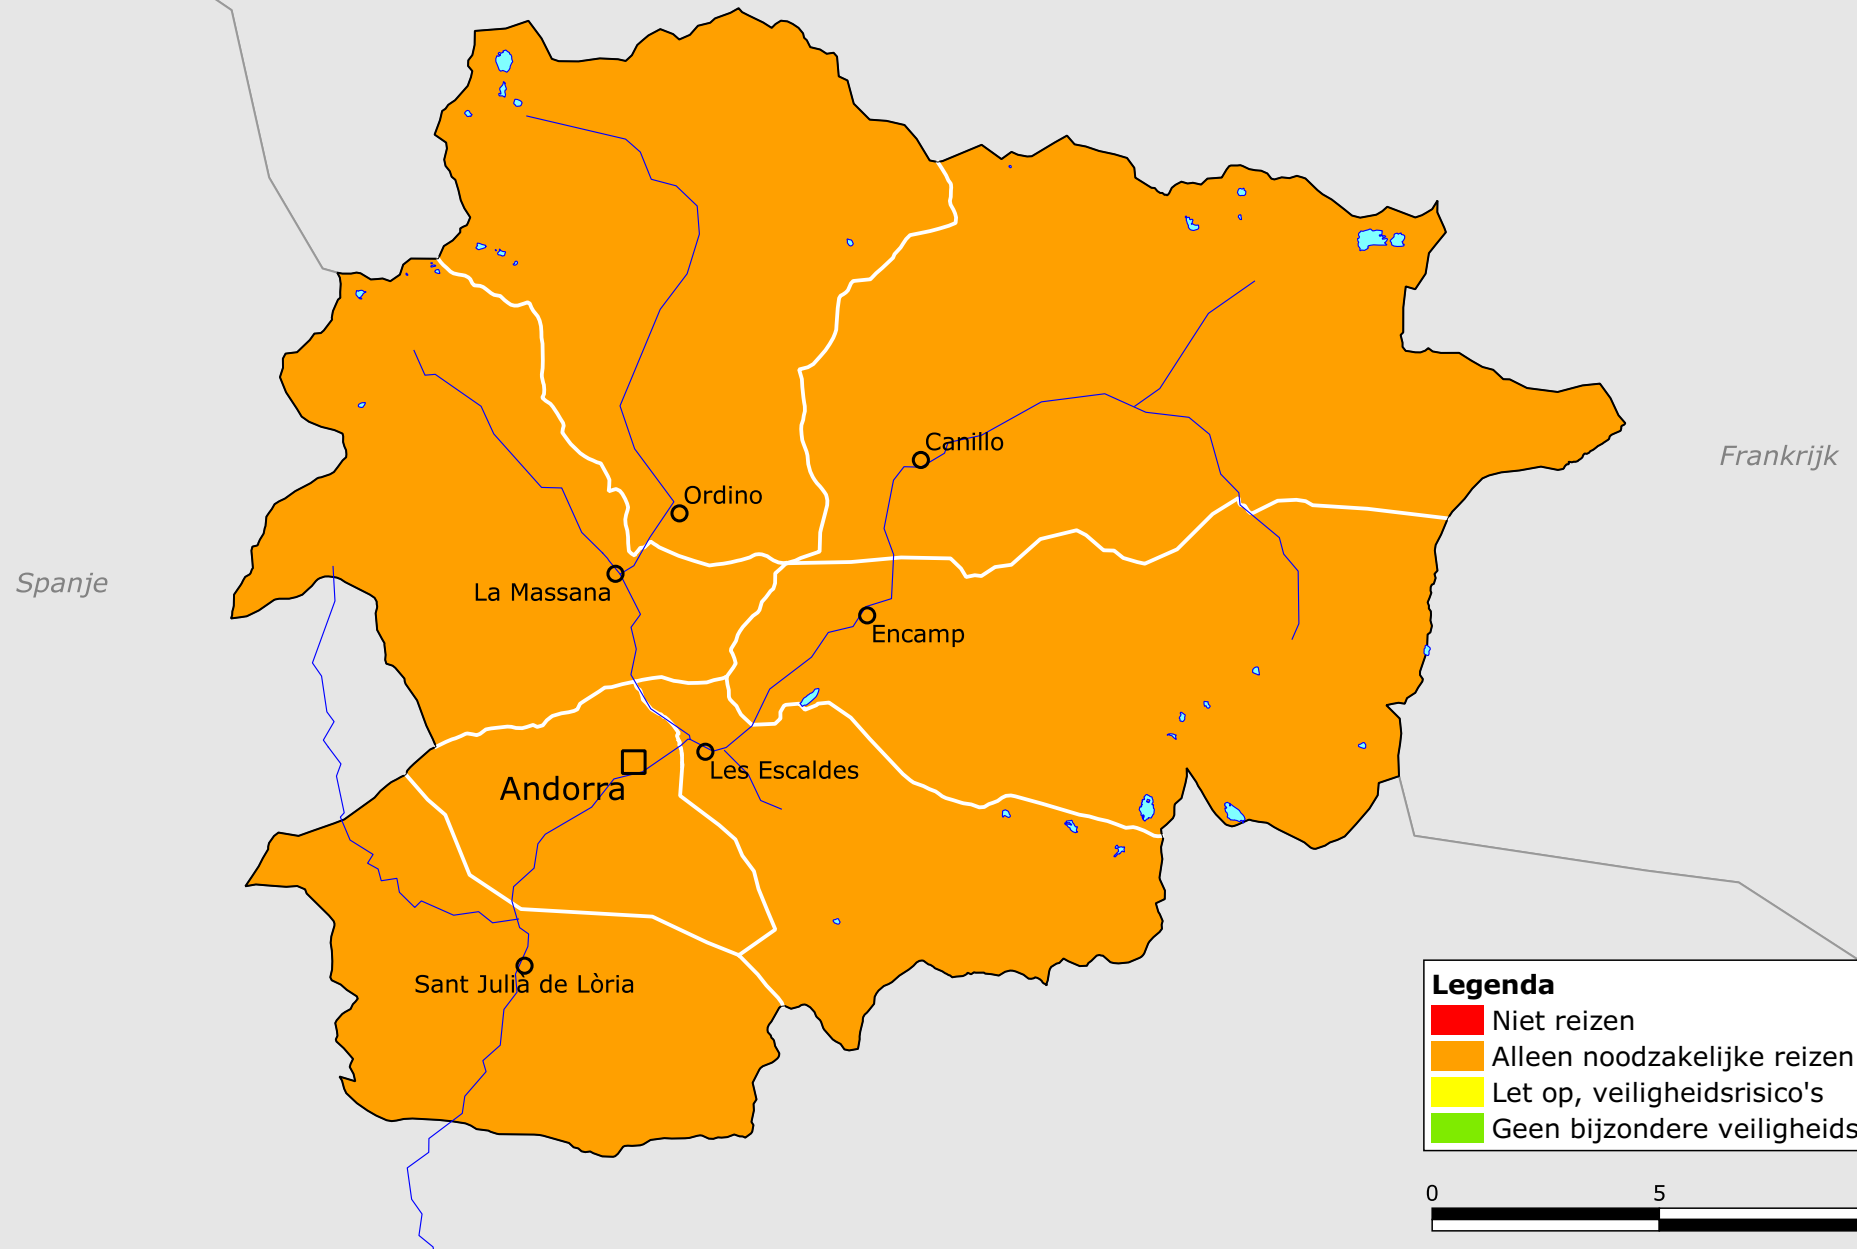 Canillo
Frankrijk
Ordino
Spanje
La Massana
Encamp
Les Escaldes
Andorra
Sant Julià de Lòria
Legenda
Niet reizen
Alleen noodzakelijke reizen
Let op, veiligheidsrisico's
Geen bijzondere veiligheids
0 5